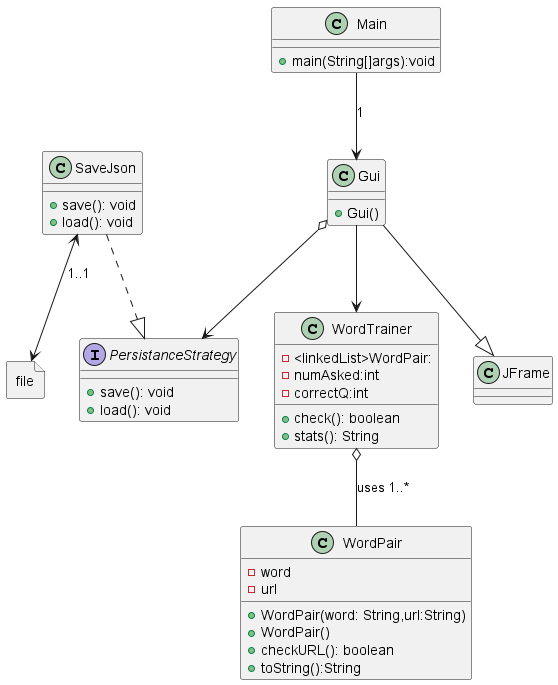 C Main
main(String[]args):void
1
C Gui
Gui()
C SaveJson
save(): void
load(): void
1..1
file
I PersistanceStrategy
save(): void
load(): void
C WordTrainer
<linkedList>WordPair:
numAsked:int
correctQ:int
check(): boolean
stats(): String
C JFrame
uses 1..*
C WordPair
word
url
WordPair(word: String,url:String)
WordPair()
checkURL(): boolean
toString():String